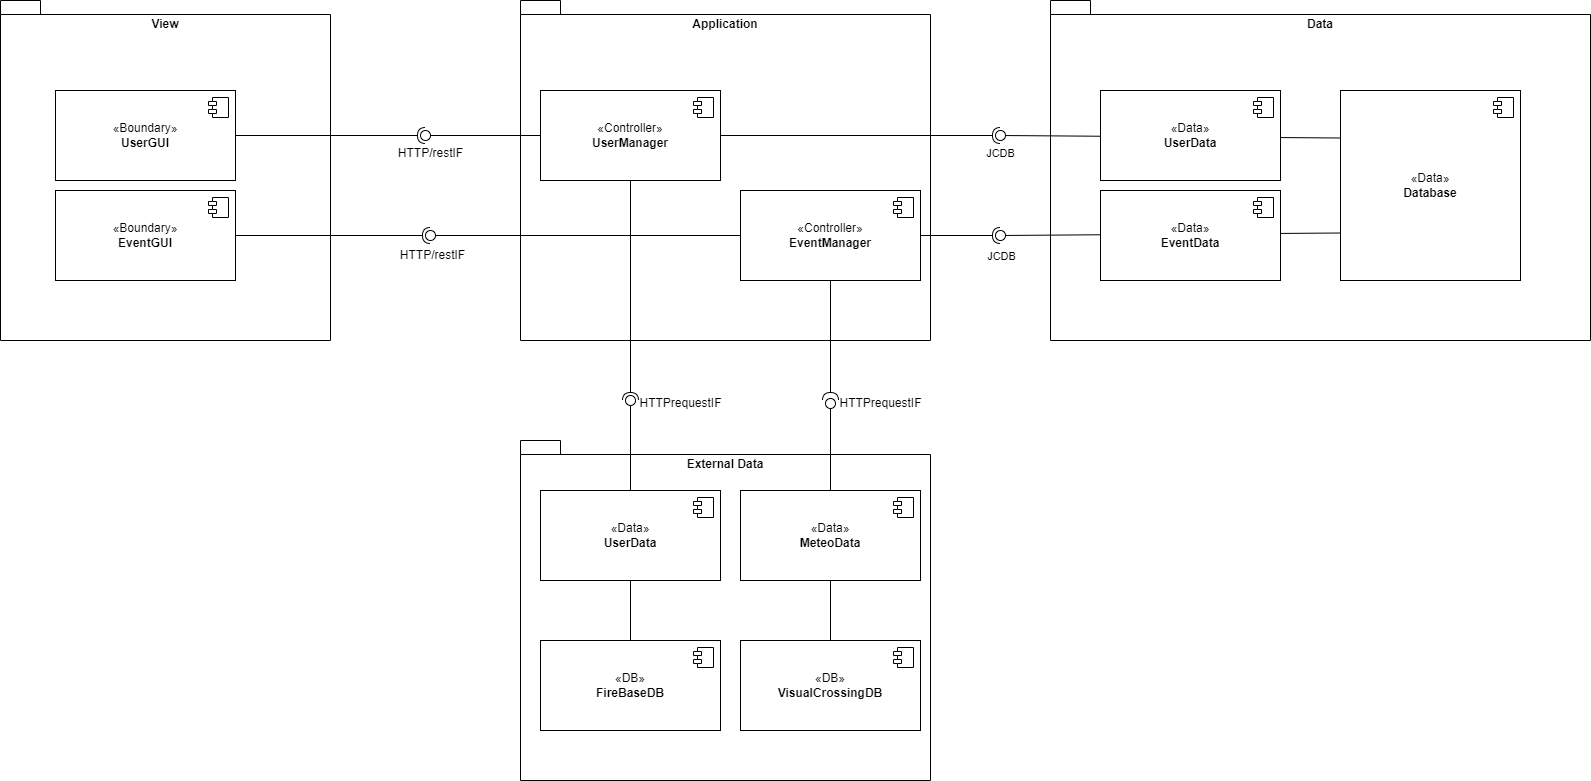 View
Application
Data
«Boundary»
UserGUI
HTTP/restIF
«Controller»
UserManager
JCDB
«Data»
UserData
«Data»
Database
«Boundary»
EventGUI
HTTP/restIF
«Controller»
EventManager
JCDB
«Data»
EventData
HTTPrequestIF
HTTPrequestIF
External Data
«Data»
UserData
«Data»
MeteoData
«DB»
FireBaseDB
«DB»
VisualCrossingDB